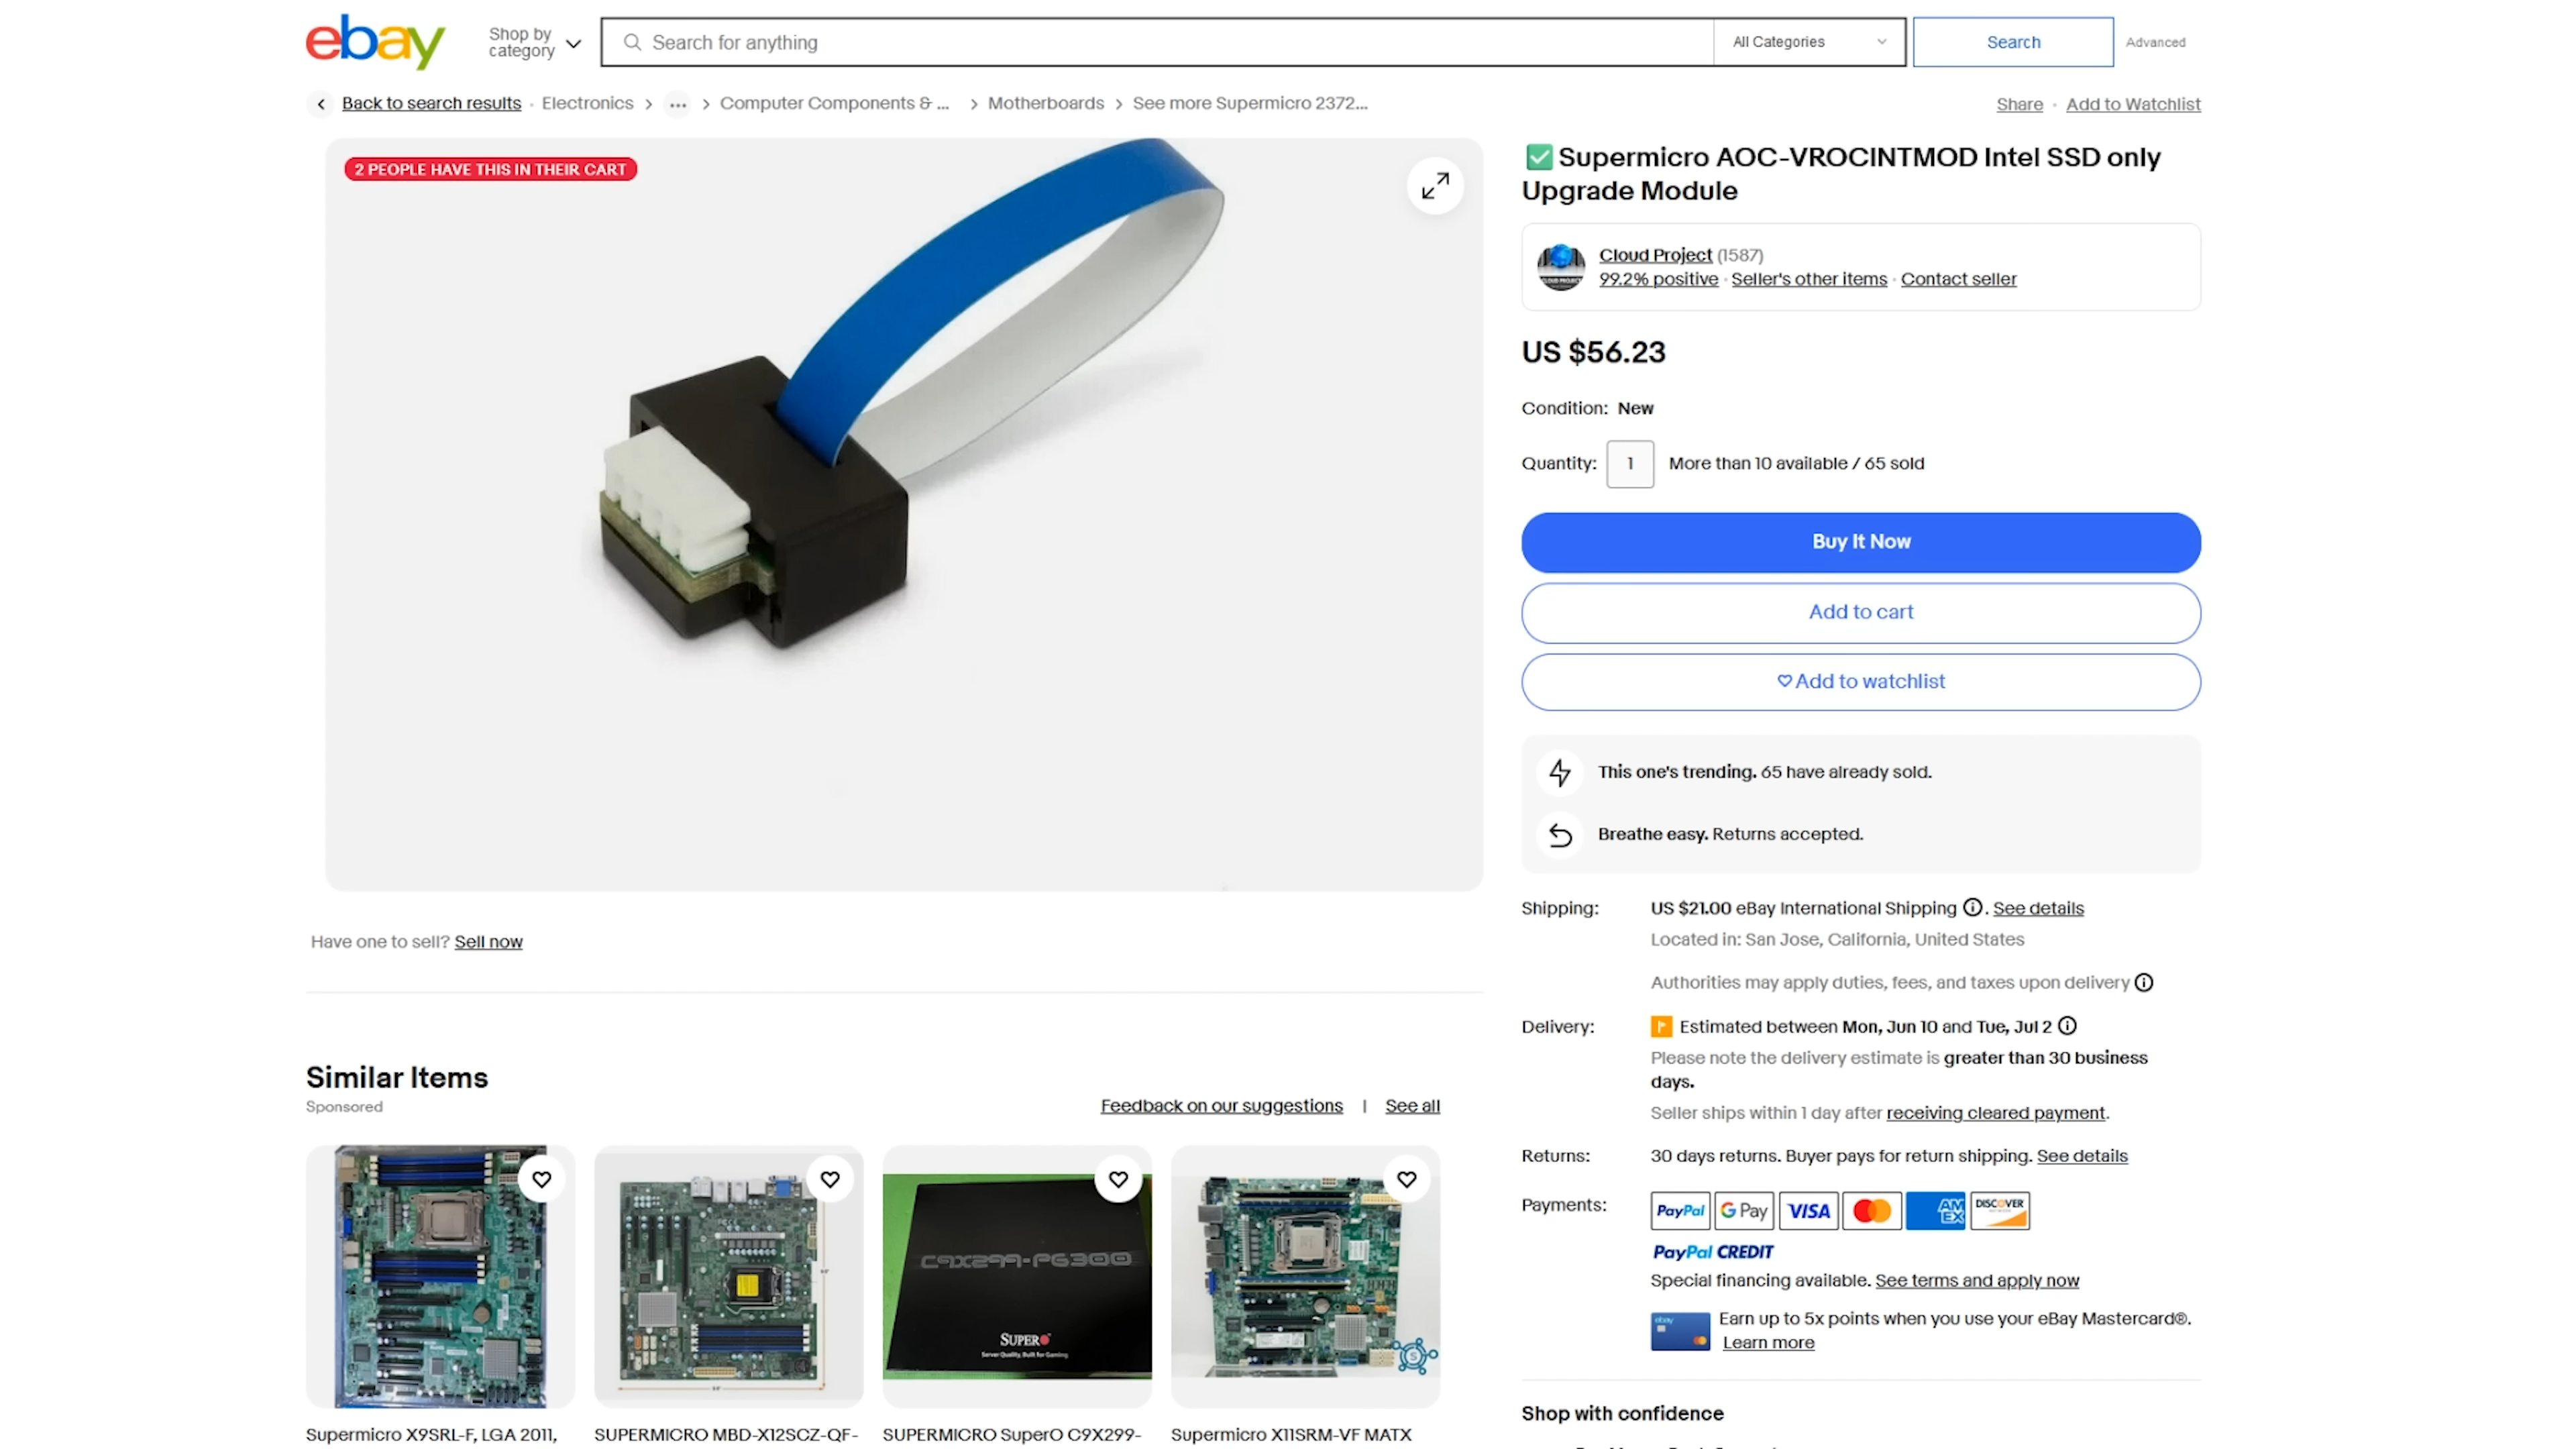 ebay
Shop by category
Search for anything
All Categories
Search
Advanced
Back to search results
Electronics
...
Computer Components & ...
Motherboards
See more Supermicro 2372...
Share
Add to Watchlist
2 PEOPLE HAVE THIS IN THEIR CART
✅ Supermicro AOC-VROCINTMOD Intel SSD only
Upgrade Module
Cloud Project (1587)
99.2% positive · Seller's other items · Contact seller
US $56.23
Condition: New
Quantity: 1 More than 10 available / 65 sold
Buy It Now
Add to cart
Add to watchlist
This one's trending. 65 have already sold.
Breathe easy. Returns accepted.
Shipping: US $21.00 eBay International Shipping . See details
Located in: San Jose, California, United States
Authorities may apply duties, fees, and taxes upon delivery
Delivery: Estimated between Mon, Jun 10 and Tue, Jul 2
Please note the delivery estimate is greater than 30 business
days.
Seller ships within 1 day after receiving cleared payment.
Returns: 30 days returns. Buyer pays for return shipping. See details
Payments: PayPal G Pay VISA AM EX DISCOVER
PayPal CREDIT
Special financing available. See terms and apply now
ebay
Earn up to 5x points when you use your eBay Mastercard®.
Learn more
Shop with confidence
Have one to sell? Sell now
Similar Items
Sponsored
Feedback on our suggestions | See all
C9X299-PG300
SUPERO
Server Quality, Built for Gaming
Supermicro X9SRL-F, LGA 2011,
SUPERMICRO MBD-X12SCZ-QF-
SUPERMICRO SuperO C9X299-
Supermicro X11SRM-VF MATX